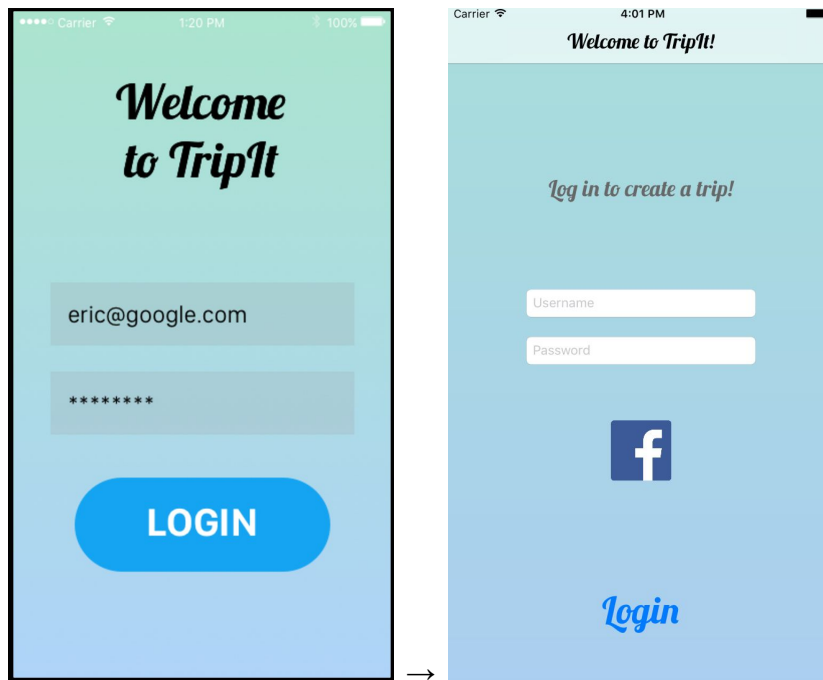 Carrier 1:20 PM 100%
Welcome
to TripIt
eric@google.com
********
LOGIN
→
Carrier 4:01 PM
Welcome to TripIt!
Log in to create a trip!
Username
Password
f
Login